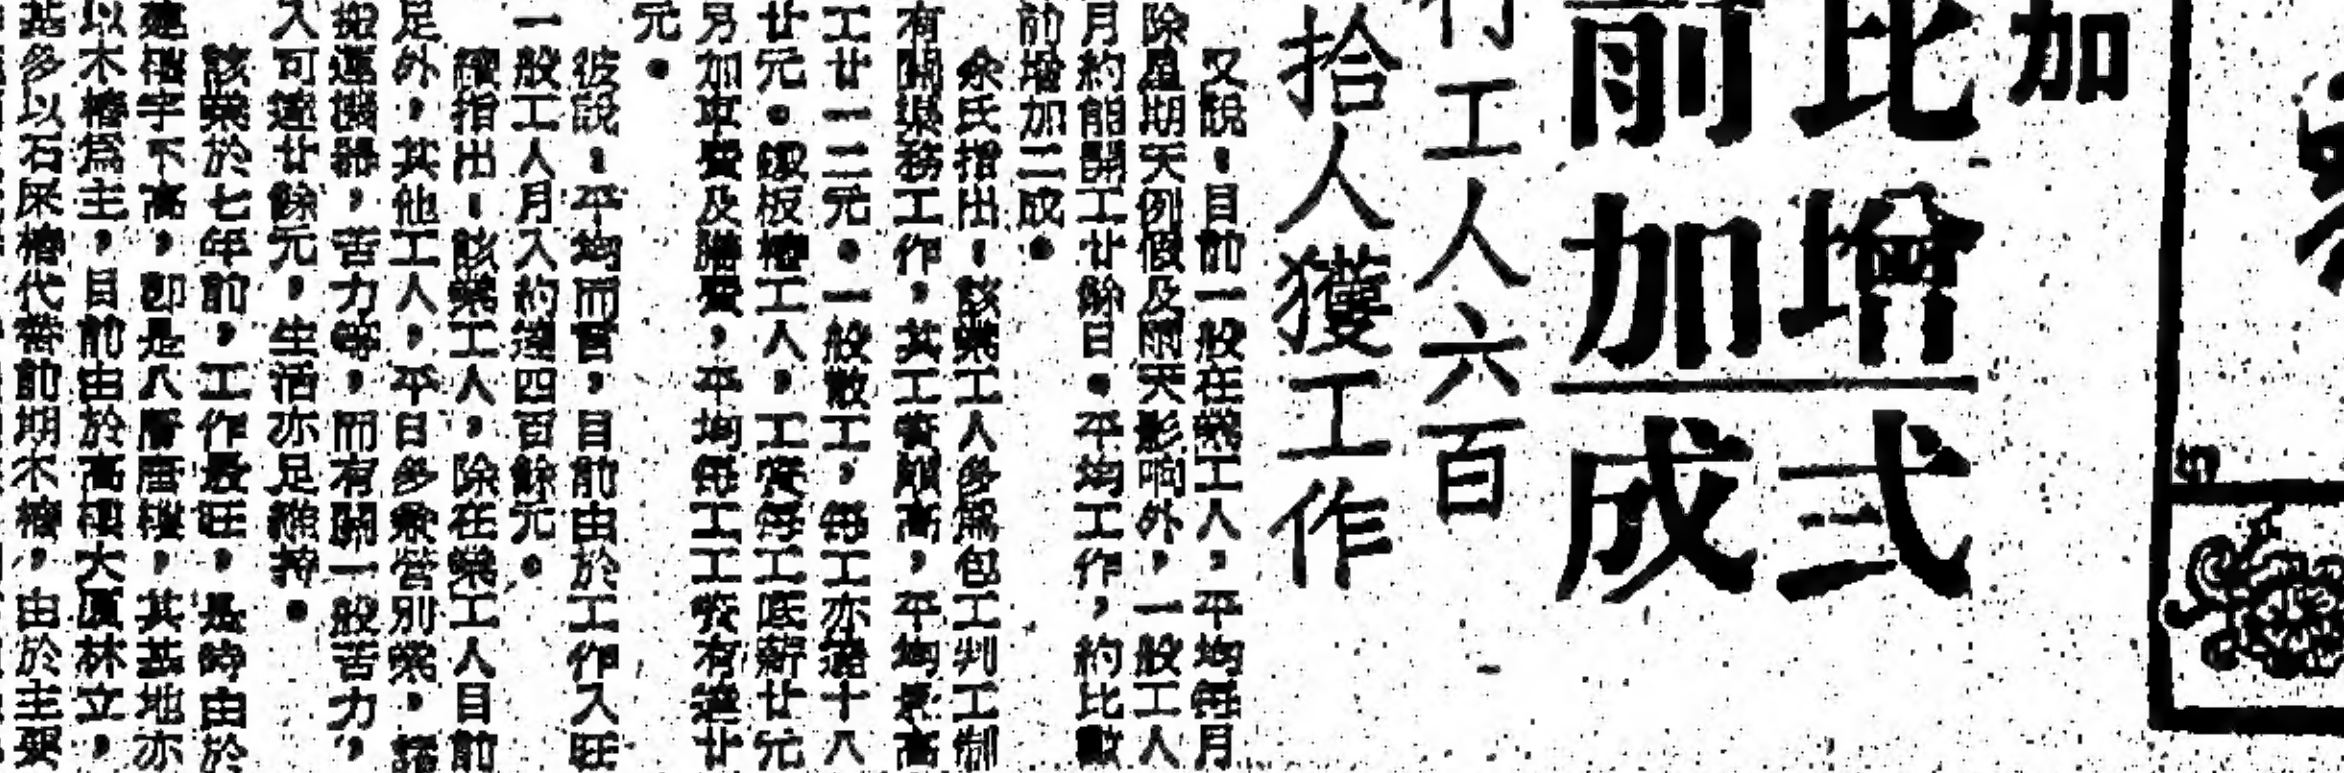 加
比增弍
前加成
行工人六百
拾人獲工作
又說：目前一般在業工人，平均每月
除星期天例假及雨天影响外，一般工人
月約能開工廿餘日。平均工作，約比數
前增加二成。
余氏指出：該業工人多爲包工判工制
有關業務工作，其工資頗高，平均最高
工廿一二元。一般散工，每工亦達十八
廿元。板樁工人，工資每工底薪廿元
另加車費及膳費，平均每工工資有達廿
元。
彼說：平均而言，目前由於工作入旺
一般工人月入約達四百餘元。
續指出：該業工人，除在業工人目前
足外，其他工人，平日多兼營別業，諸
搬運機器，苦力等，而有關一般苦力，
入可達廿餘元，生活亦足維持。
該業於七年前，工作最旺，是時由於
建樓宇不高，卽是八層唐樓，其基地亦
以木樁爲主，目前由於高樓大厦林立，
基多以石屎樁代替前期木樁，由於主要